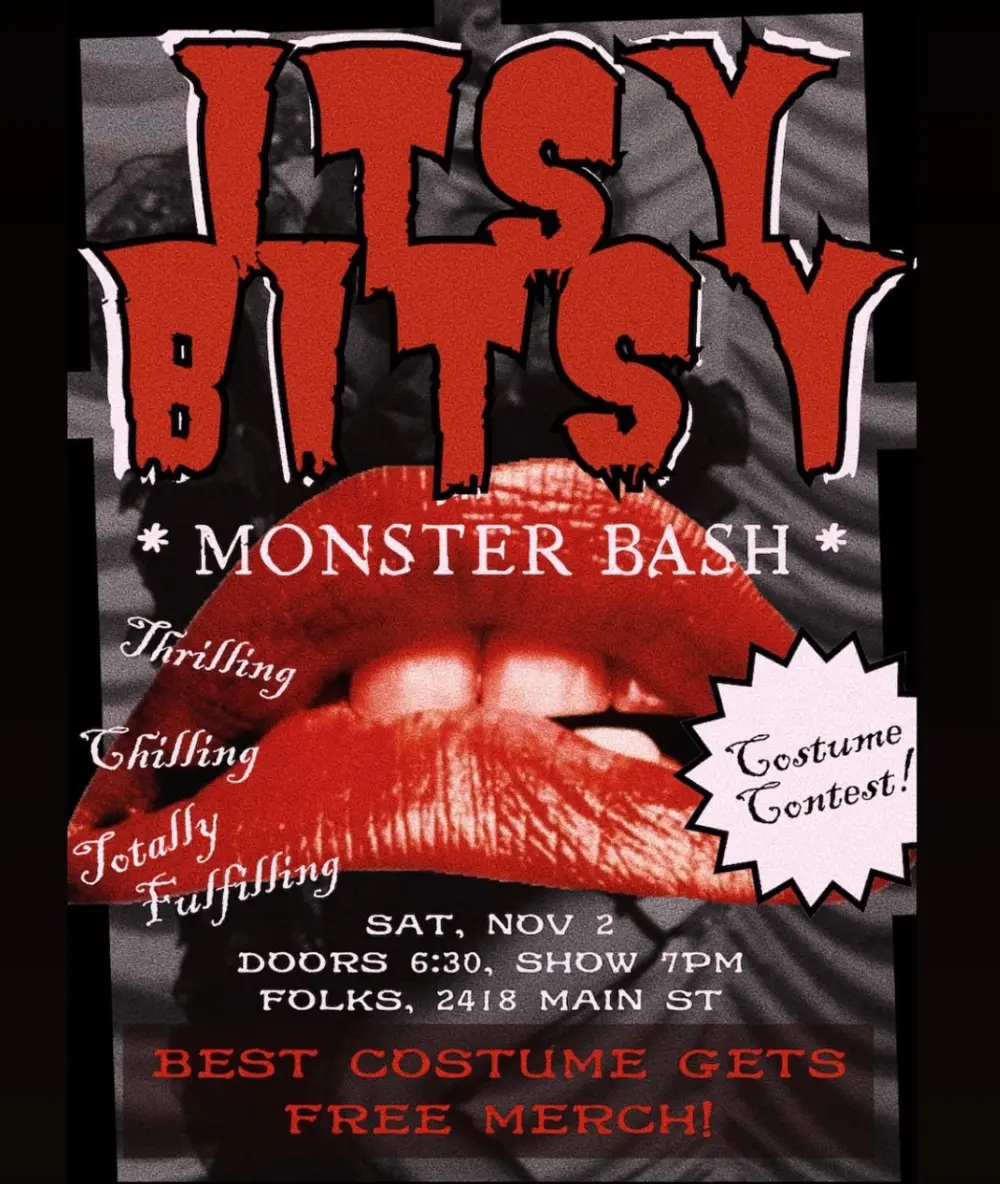 ITSY
BITSY
* MONSTER BASH *
Thrilling
Chilling
Totally
Fulfilling
Costume
Contest!
SAT, NOV 2
DOORS 6:30, SHOW 7PM
FOLKS, 2418 MAIN ST
BEST COSTUME GETS
FREE MERCH!